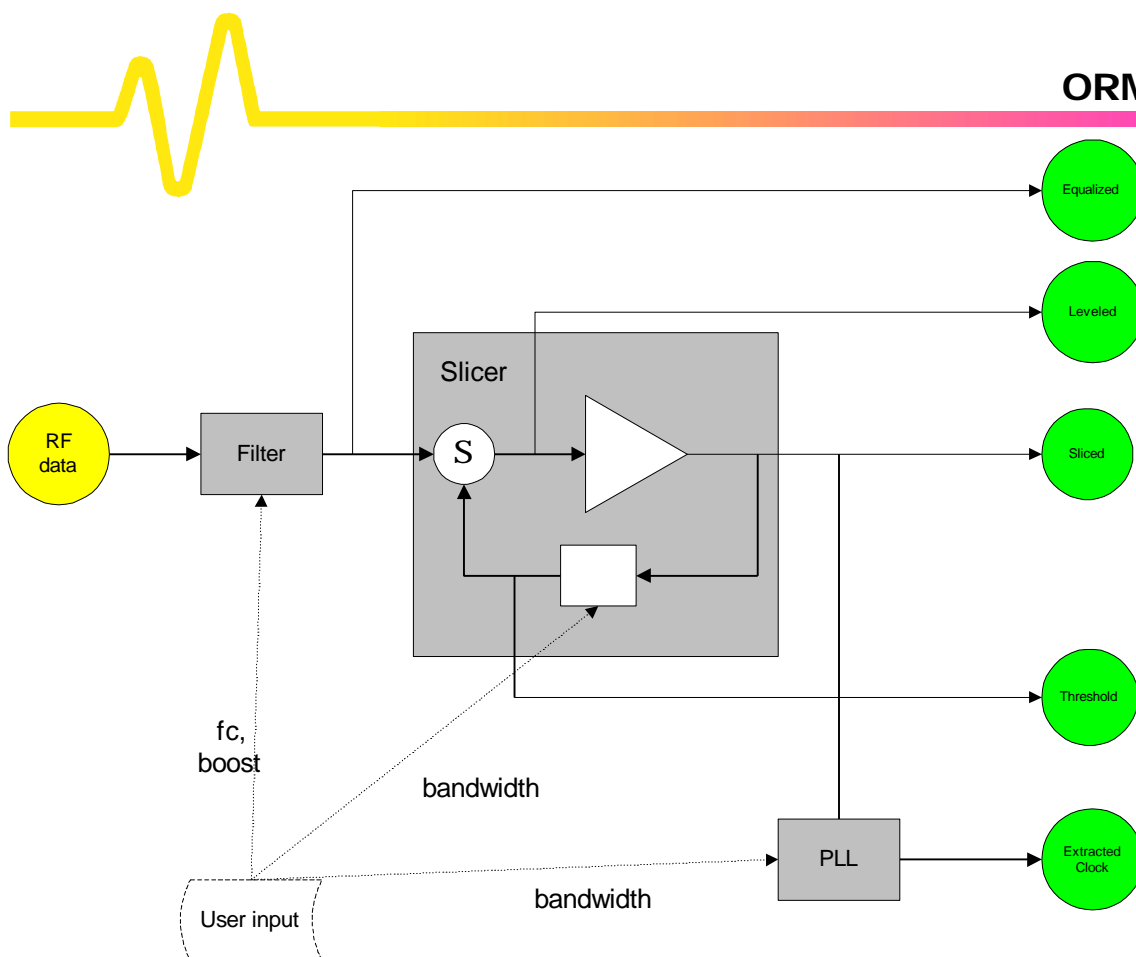 ORM
Equalized
Leveled
Slicer
RF
data
Filter
S
Sliced
Threshold
fc,
boost
bandwidth
PLL
Extracted
Clock
bandwidth
User input